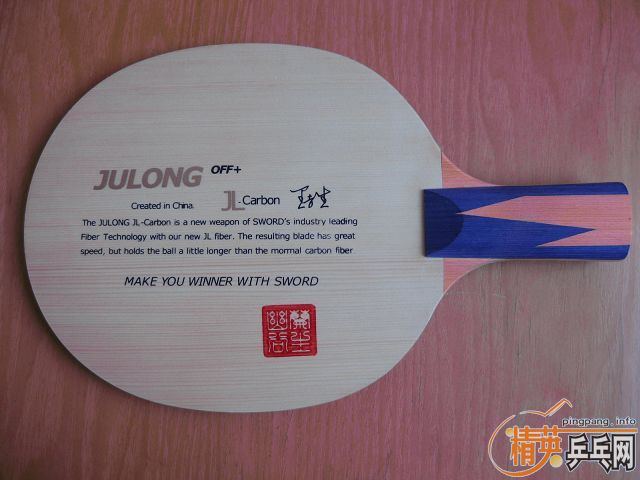 JULONG OFF+
Created in China. JL-Carbon
The JULONG JL-Carbon is a new weapon of SWORD's industry leading
Fiber Technology with our new JL fiber. The resulting blade has great
speed, but holds the ball a little longer than the mormal carbon fiber
MAKE YOU WINNER WITH SWORD
pingpang.info
精英乒乓网